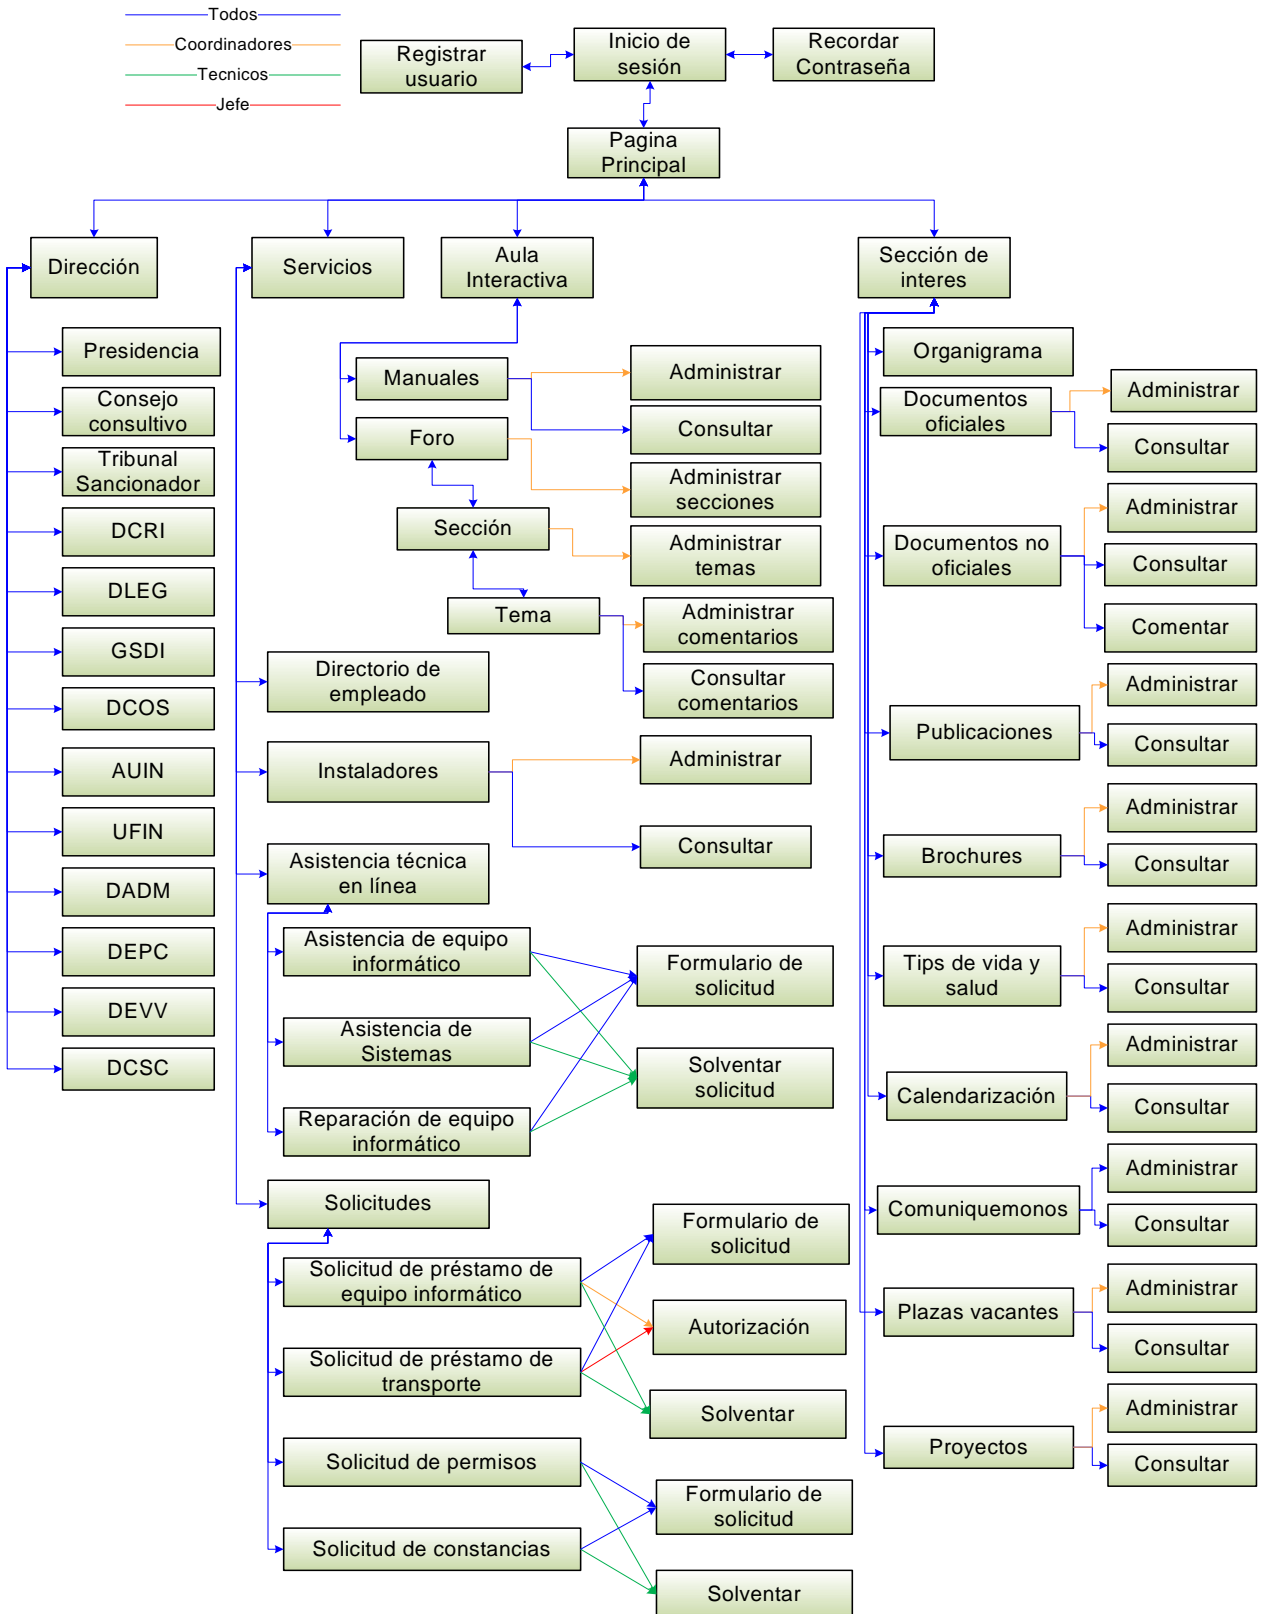 Todos
Coordinadores
Tecnicos
Jefe
Registrar
usuario
Inicio de
sesión
Recordar
Contraseña
Pagina
Principal
Dirección
Servicios
Aula
Interactiva
Sección de
interes
Presidencia
Consejo
consultivo
Tribunal
Sancionador
DCRI
DLEG
GSDI
DCOS
AUIN
UFIN
DADM
DEPC
DEVV
DCSC
Manuales
Administrar
Consultar
Foro
Administrar
secciones
Sección
Administrar
temas
Tema
Administrar
comentarios
Consultar
comentarios
Directorio de
empleado
Instaladores
Administrar
Consultar
Asistencia técnica
en línea
Asistencia de equipo
informático
Asistencia de
Sistemas
Reparación de equipo
informático
Formulario de
solicitud
Solventar
solicitud
Solicitudes
Solicitud de préstamo de
equipo informático
Solicitud de préstamo de
transporte
Formulario de
solicitud
Autorización
Solventar
Solicitud de permisos
Solicitud de constancias
Formulario de
solicitud
Solventar
Organigrama
Documentos
oficiales
Administrar
Consultar
Documentos no
oficiales
Administrar
Consultar
Comentar
Publicaciones
Administrar
Consultar
Brochures
Administrar
Consultar
Tips de vida y
salud
Administrar
Consultar
Calendarización
Administrar
Consultar
Comuniquemonos
Administrar
Consultar
Plazas vacantes
Administrar
Consultar
Proyectos
Administrar
Consultar